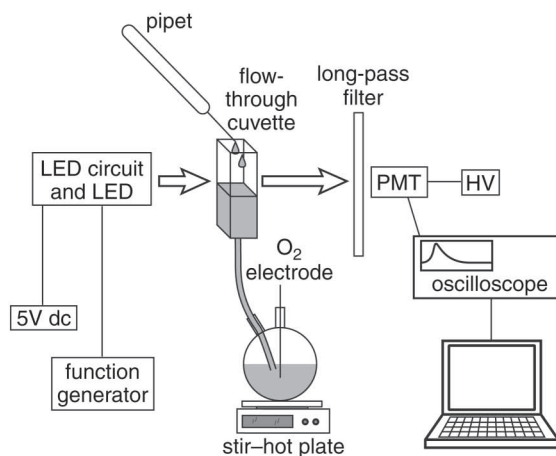 pipet
flow-
through
cuvette
long-pass
filter
LED circuit
and LED
PMT
HV
O₂
electrode
oscilloscope
5V dc
function
generator
stir–hot plate